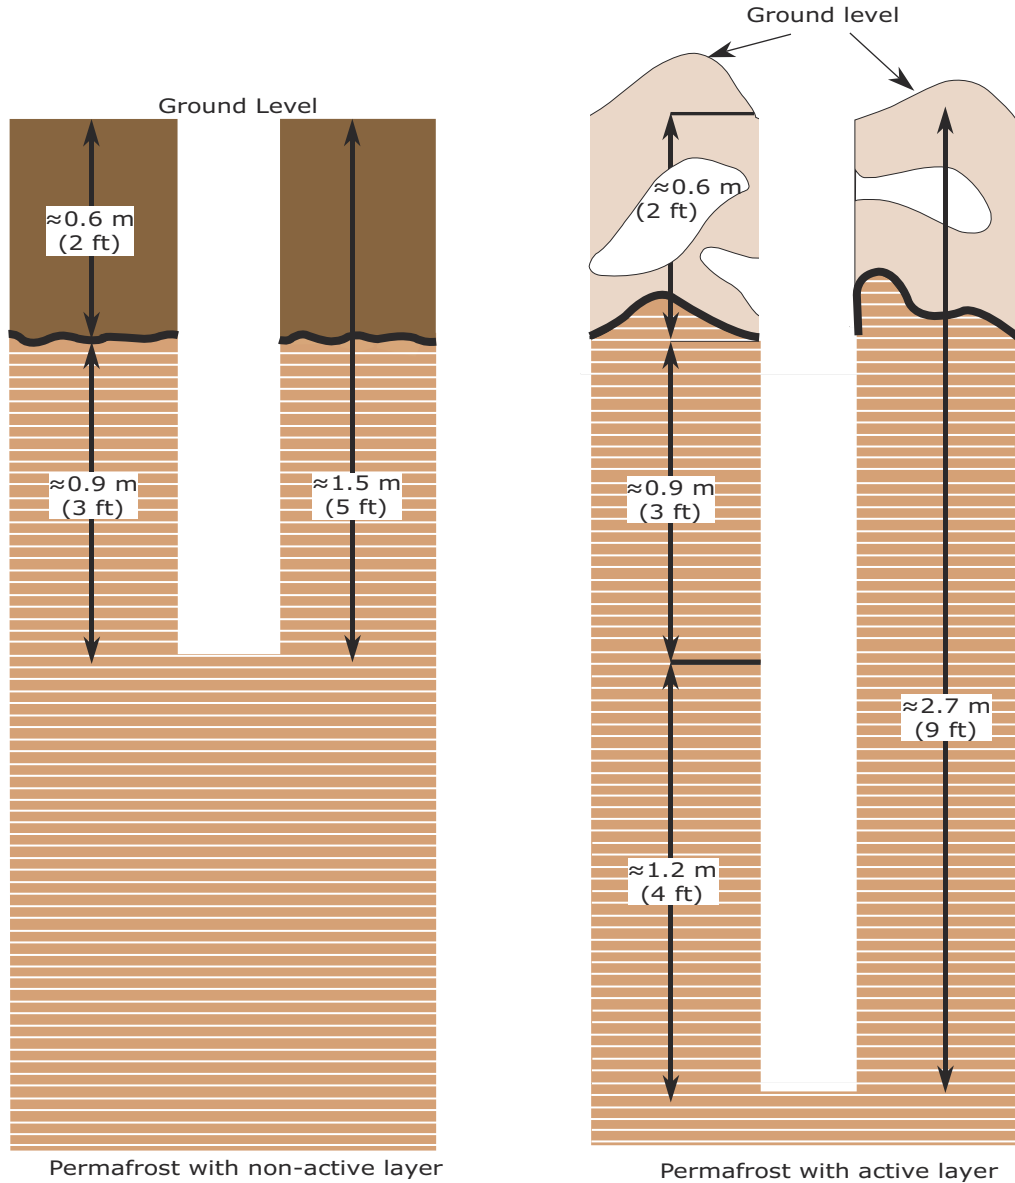 Ground level
Ground Level
≈0.6 m
(2 ft)
≈0.9 m
(3 ft)
≈1.5 m
(5 ft)
Permafrost with non-active layer
≈0.6 m
(2 ft)
≈0.9 m
(3 ft)
≈1.2 m
(4 ft)
≈2.7 m
(9 ft)
Permafrost with active layer